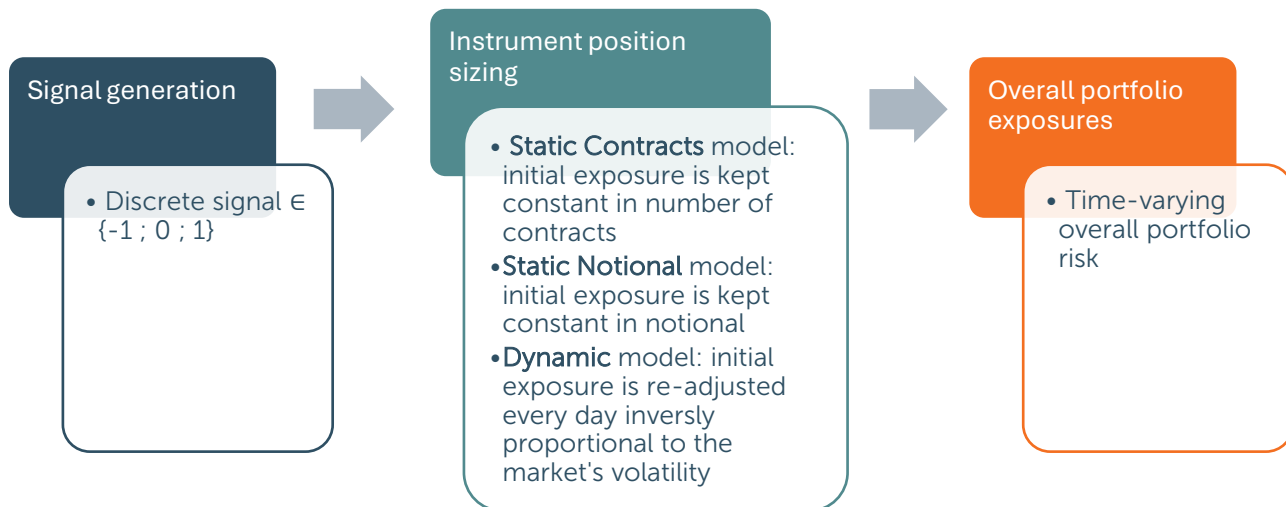 Signal generation
• Discrete signal ∈
{-1 ; 0 ; 1}
Instrument position
sizing
• Static Contracts model:
initial exposure is kept
constant in number of
contracts
•Static Notional model:
initial exposure is kept
constant in notional
•Dynamic model: initial
exposure is re-adjusted
every day inversly
proportional to the
market's volatility
Overall portfolio
exposures
• Time-varying
overall portfolio
risk